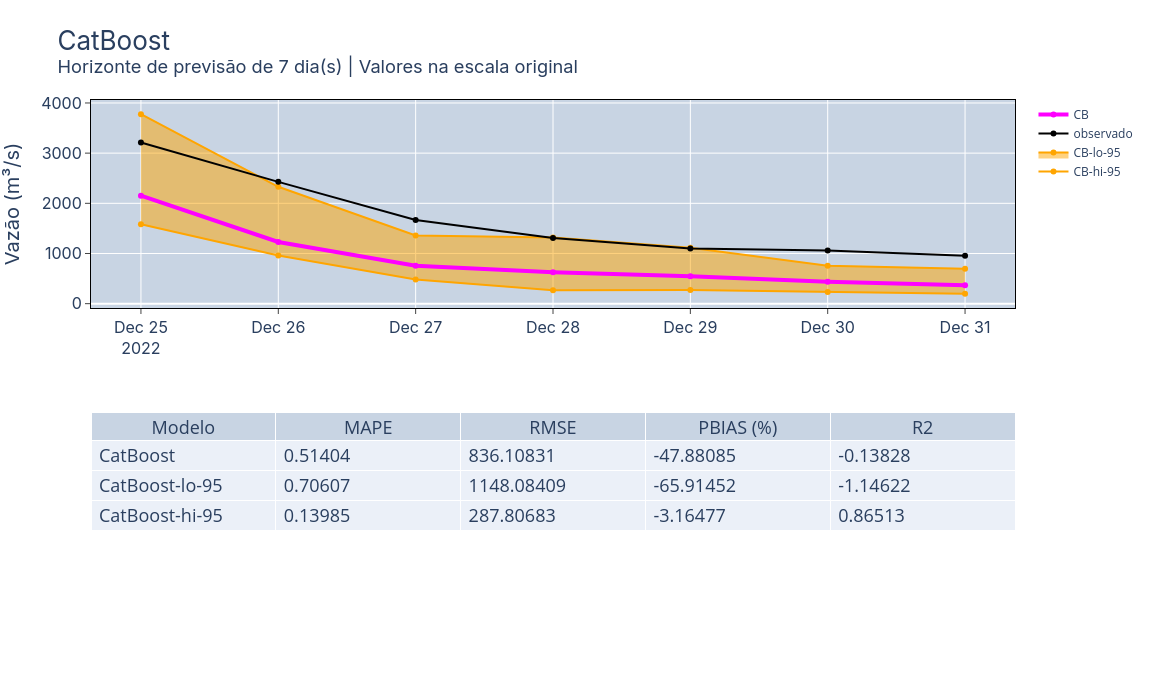 CatBoost
Horizonte de previsão de 7 dia(s) | Valores na escala original
Vazão (m³/s)
4000
3000
2000
1000
0
Dec 25 Dec 26 Dec 27 Dec 28 Dec 29 Dec 30 Dec 31
2022
CB
observado
CB-lo-95
CB-hi-95
Modelo MAPE RMSE PBIAS (%) R2
CatBoost 0.51404 836.10831 -47.88085 -0.13828
CatBoost-lo-95 0.70607 1148.08409 -65.91452 -1.14622
CatBoost-hi-95 0.13985 287.80683 -3.16477 0.86513